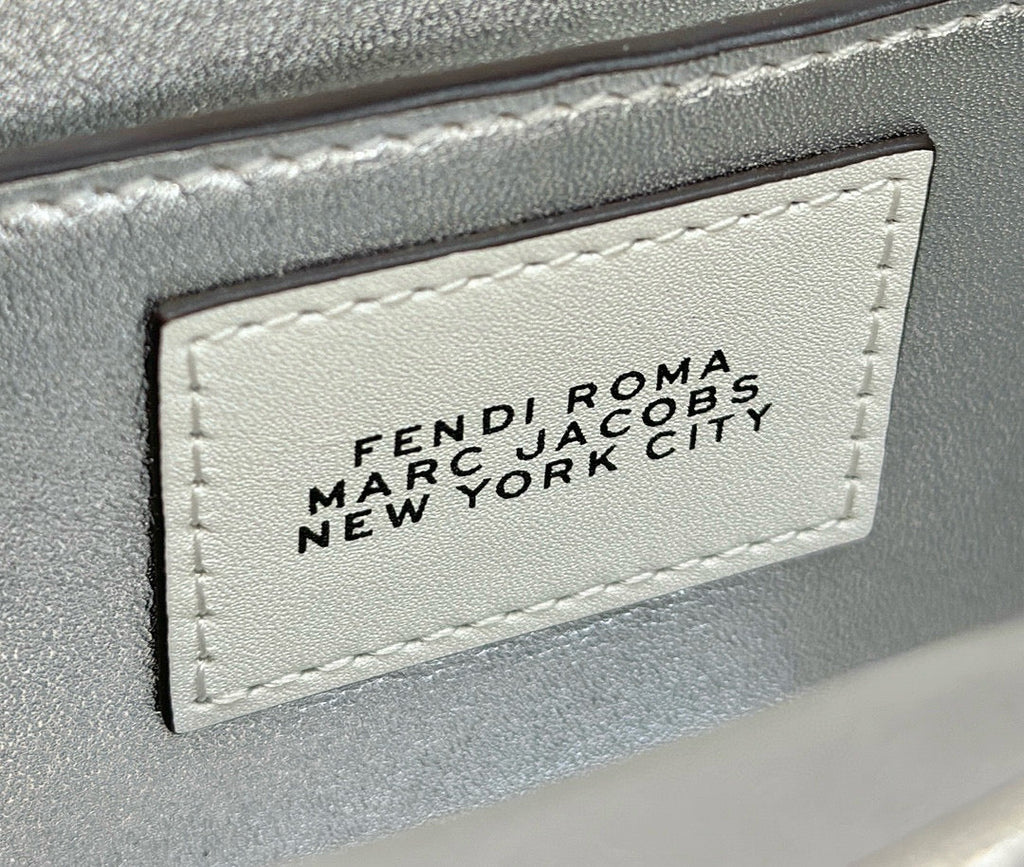 FENDI ROMA
MARC JACOBS
NEW YORK CITY